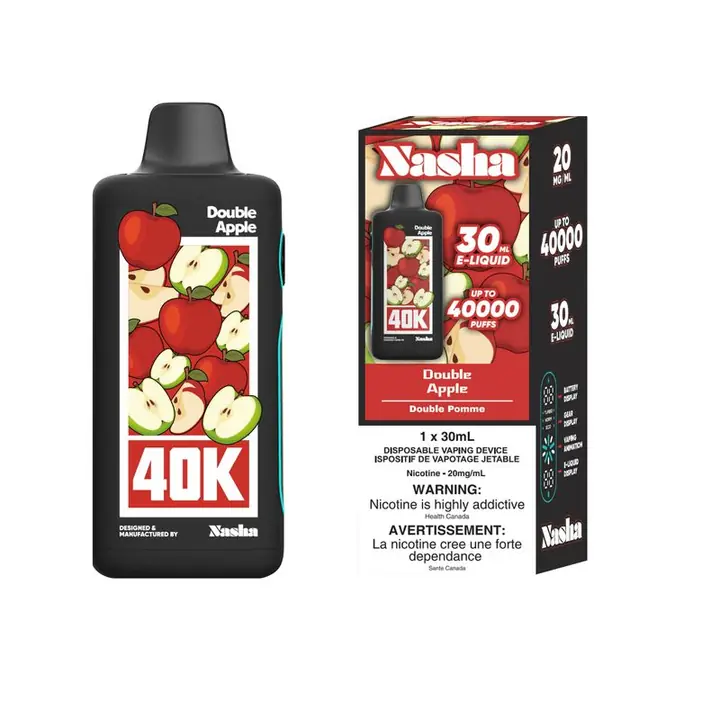 Double
Apple
40K
DESIGNED &
MANUFACTURED BY
Nasha
Nasha
Double
Apple
30 ML
E-LIQUID
UP TO
40000
PUFFS
40K
Nasha
Double
Apple
Double Pomme
1 x 30mL
DISPOSABLE VAPING DEVICE
ISPOSITIF DE VAPOTAGE JETABLE
Nicotine - 20mg/mL
WARNING:
Nicotine is highly addictive
Health Canada
AVERTISSEMENT:
La nicotine cree une forte
dependance
Sante Canada
20
MG/ML
UP TO
40000
PUFFS
30 ML
E-LIQUID
BATTERY
DISPLAY
GEAR
DISPLAY
VAPING
ANIMATION
E-LIQUID
DISPLAY
Nasha